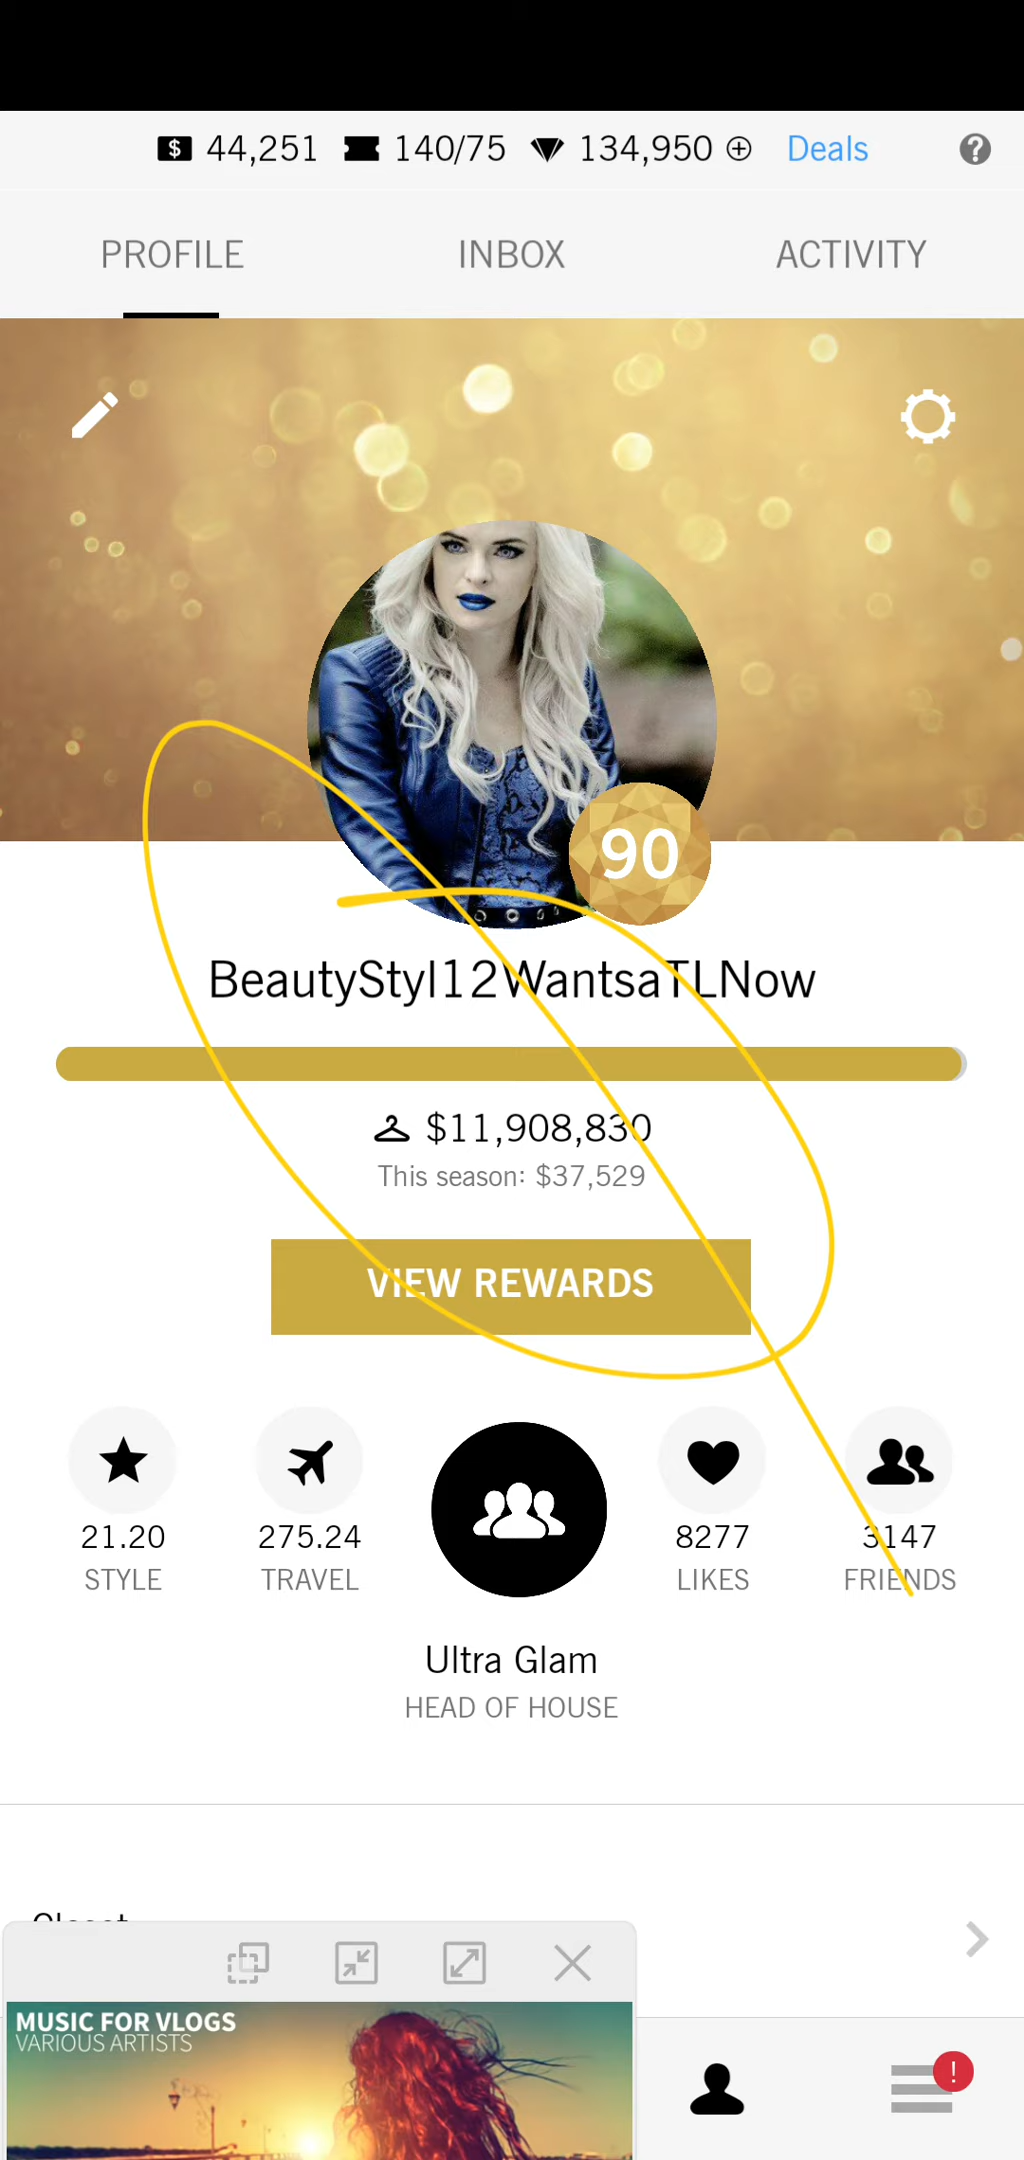 $ 44,251 140/75 134,950 Deals ?
PROFILE INBOX ACTIVITY
90
BeautyStyl12WantsaTLNow
$11,908,830
This season: $37,529
VIEW REWARDS
21.20 275.24 8277 3147
STYLE TRAVEL LIKES FRIENDS
Ultra Glam
HEAD OF HOUSE
Closet
MUSIC FOR VLOGS
VARIOUS ARTISTS
!